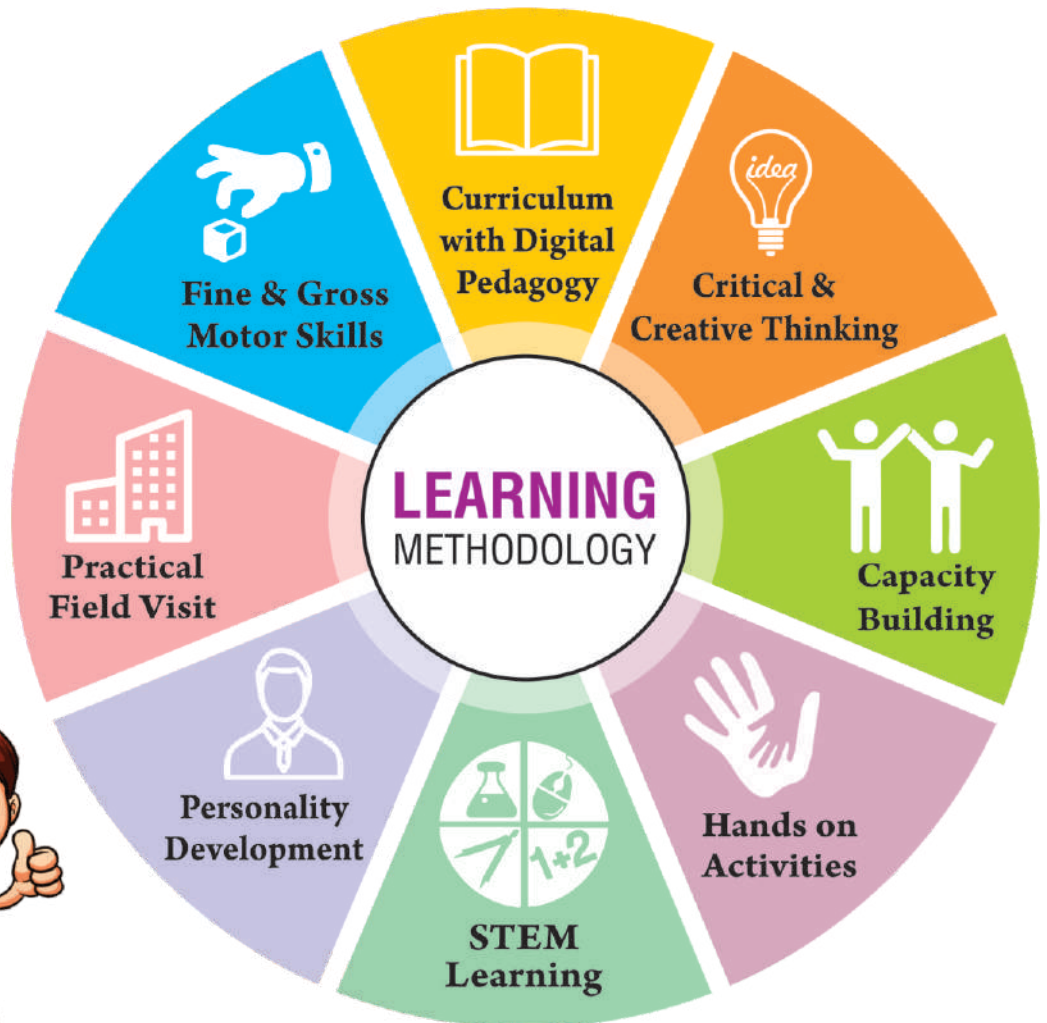 LEARNING
METHODOLOGY
Curriculum
with Digital
Pedagogy
idea
Critical &
Creative Thinking
Capacity
Building
Hands on
Activities
1+2
STEM
Learning
Personality
Development
Practical
Field Visit
Fine & Gross
Motor Skills